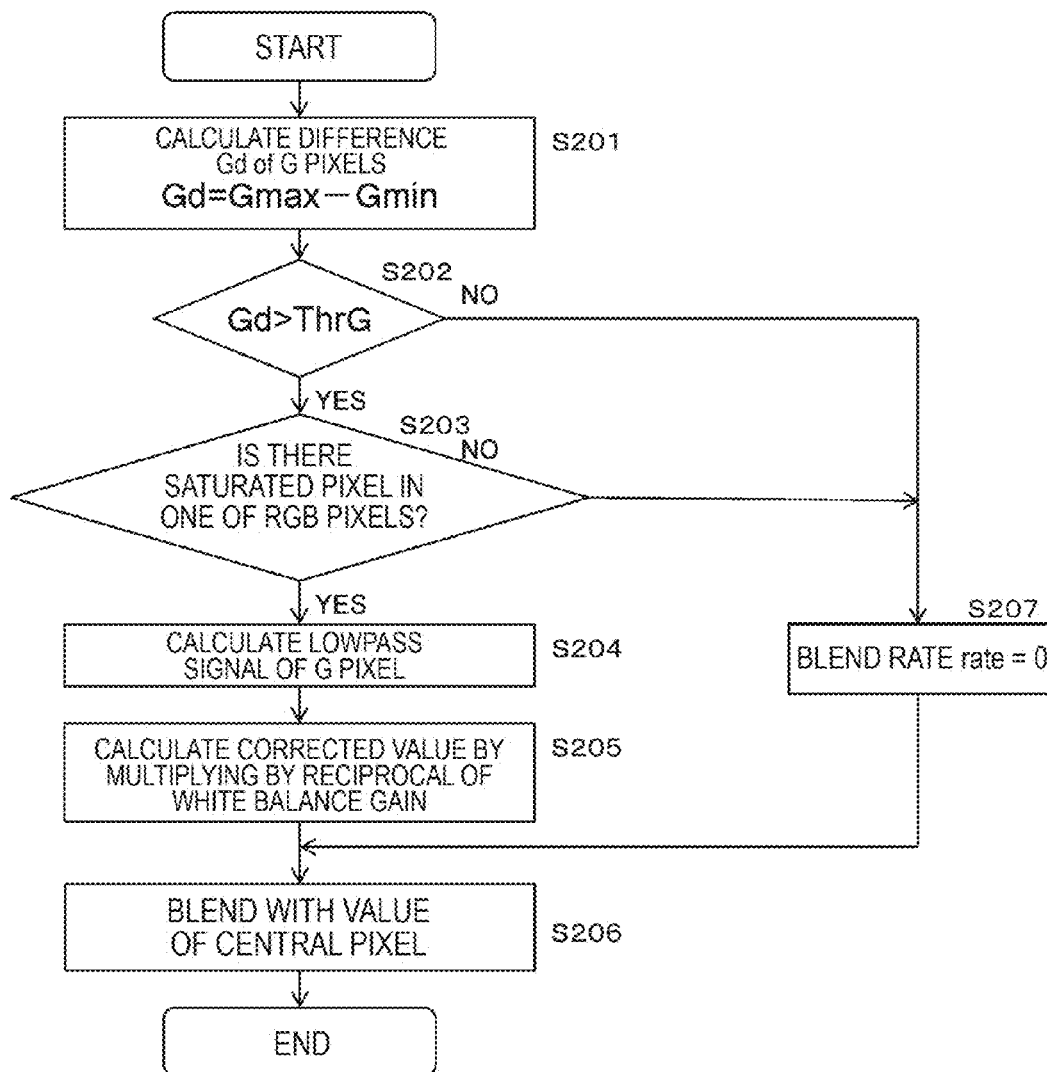 START
CALCULATE DIFFERENCE
Gd of G PIXELS
Gd=Gmax－Gmin
S201
S202
NO
Gd>ThrG
YES
S203
NO
IS THERE
SATURATED PIXEL IN
ONE OF RGB PIXELS?
YES
CALCULATE LOWPASS
SIGNAL OF G PIXEL
S204
S207
BLEND RATE rate = 0
CALCULATE CORRECTED VALUE BY
MULTIPLYING BY RECIPROCAL OF
WHITE BALANCE GAIN
S205
BLEND WITH VALUE
OF CENTRAL PIXEL
S206
END